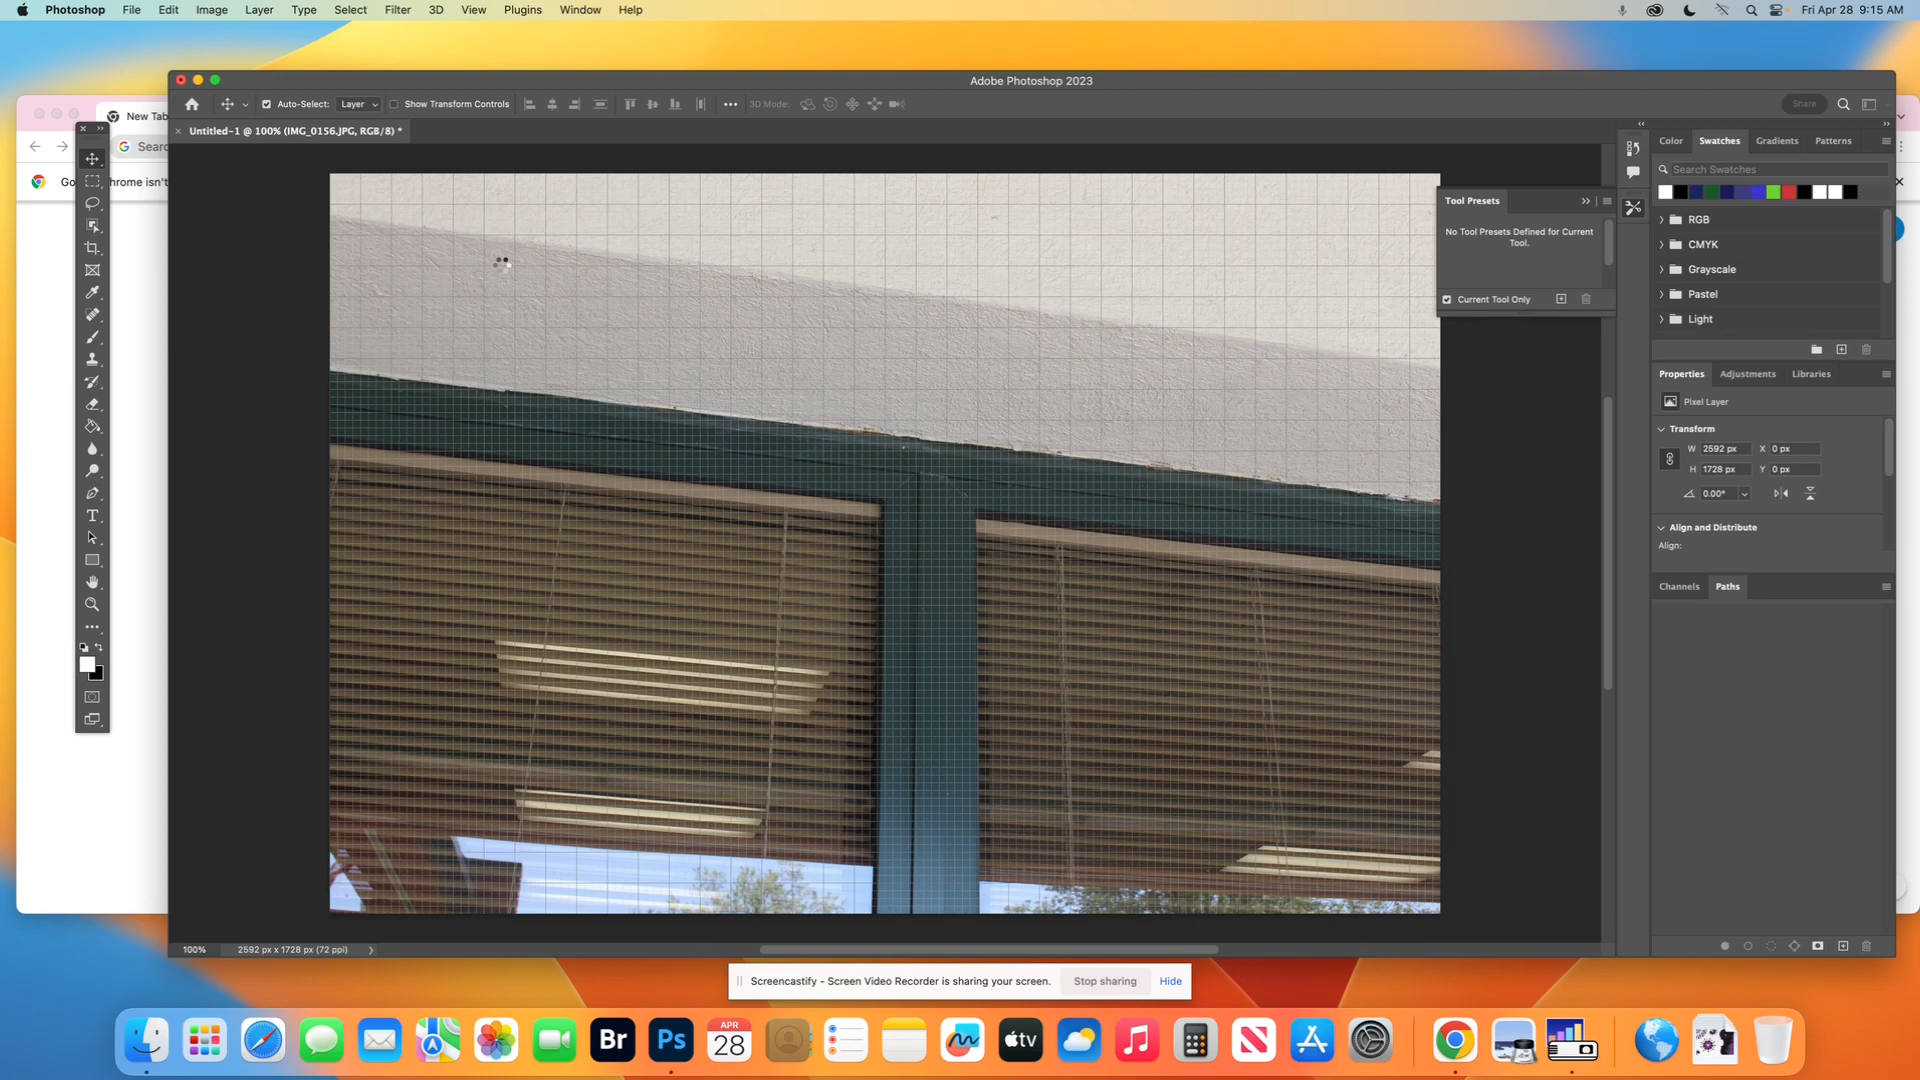 Photoshop File Edit Image Layer Type Select Filter 3D View Plugins Window Help Fri Apr 28 9:15 AM
Adobe Photoshop 2023
Auto-Select: Layer Show Transform Controls 3D Mode: Share
New Tab
Untitled-1 @ 100% (IMG_0156.JPG, RGB/8) *
Color Swatches Gradients Patterns
Search Swatches
RGB
CMYK
Grayscale
Pastel
Light
Tool Presets
No Tool Presets Defined for Current
Tool.
Current Tool Only
Properties Adjustments Libraries
Pixel Layer
Transform
W 2592 px X 0 px
H 1728 px Y 0 px
0.00°
Align and Distribute
Align:
Channels Paths
100% 2592 px x 1728 px (72 ppi)
Screencastify - Screen Video Recorder is sharing your screen. Stop sharing Hide
Br Ps APR
28
tv